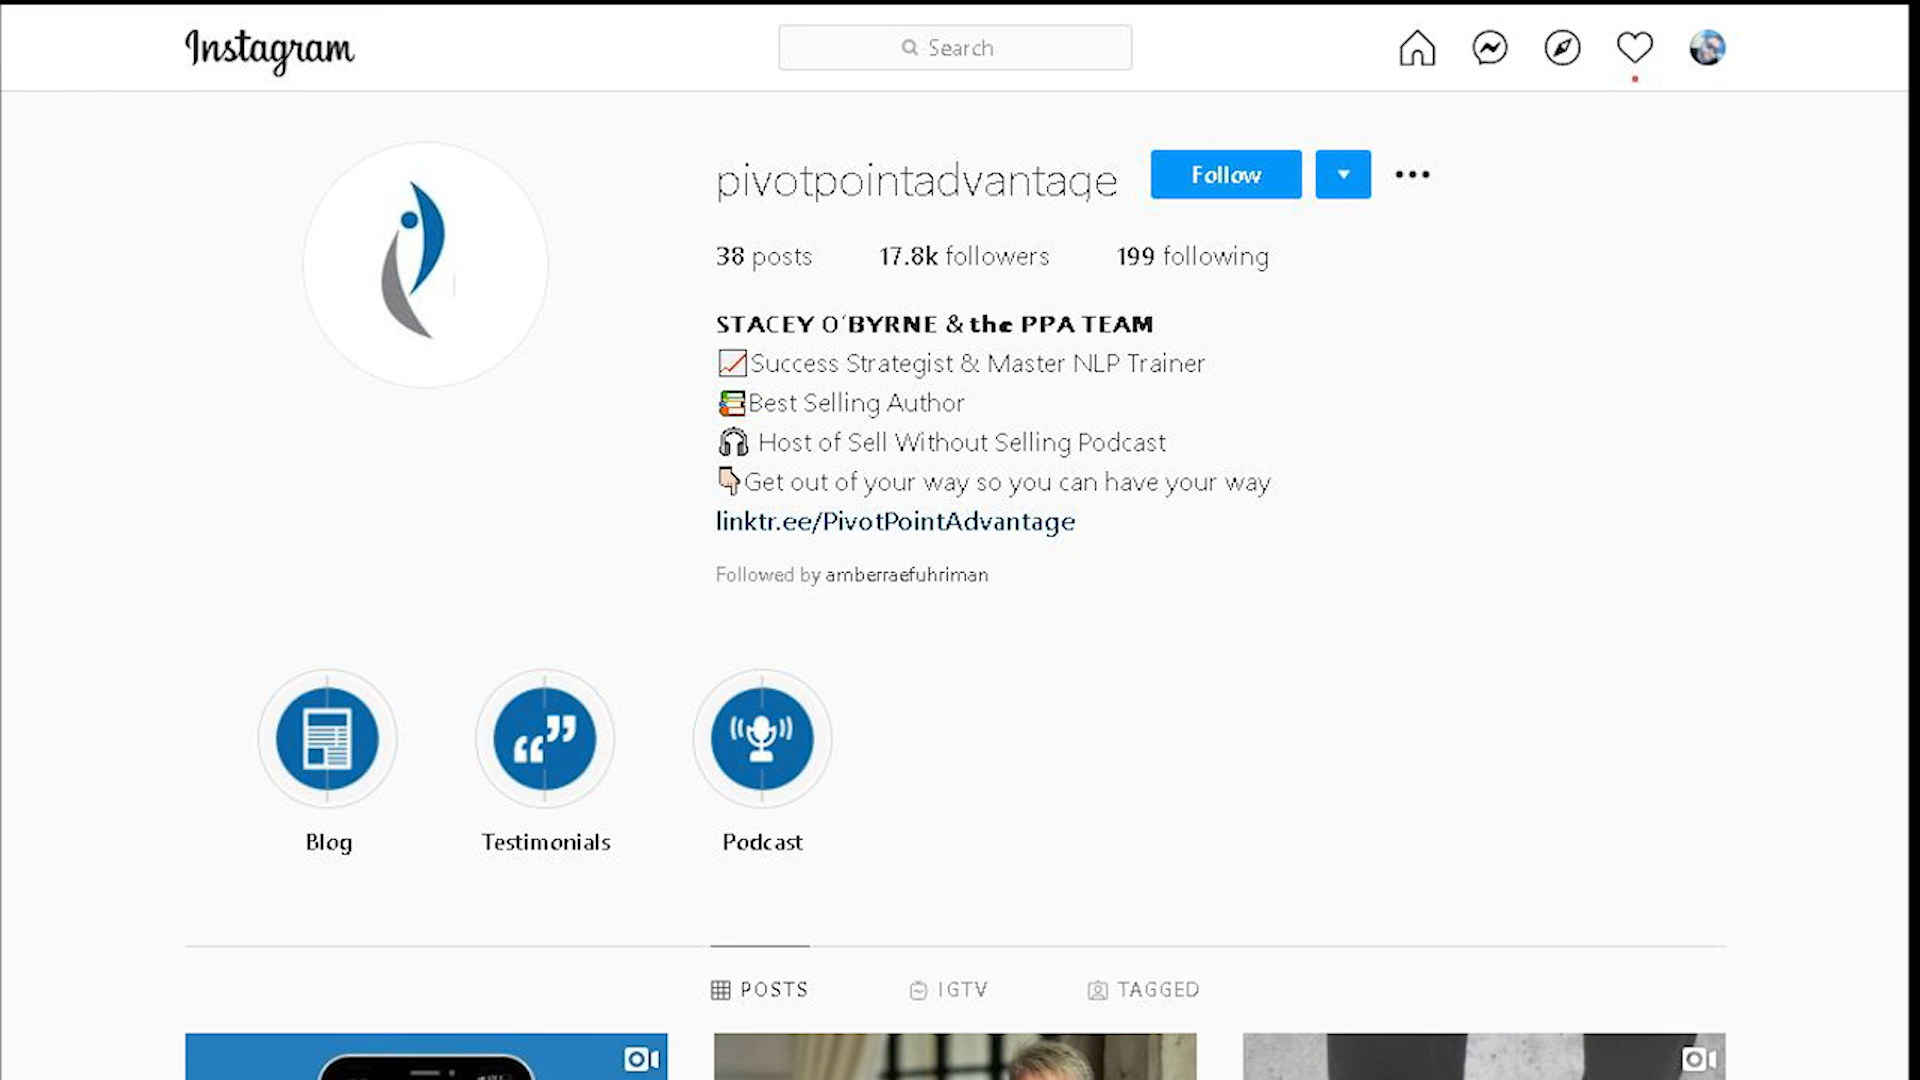 Instagram
Search
pivotpointadvantage
Follow
38 posts 17.8k followers 199 following
STACEY O'BYRNE & the PPA TEAM
Success Strategist & Master NLP Trainer
Best Selling Author
Host of Sell Without Selling Podcast
Get out of your way so you can have your way
linktr.ee/PivotPointAdvantage
Followed by amberraefuhriman
Blog Testimonials Podcast
POSTS IGTV TAGGED